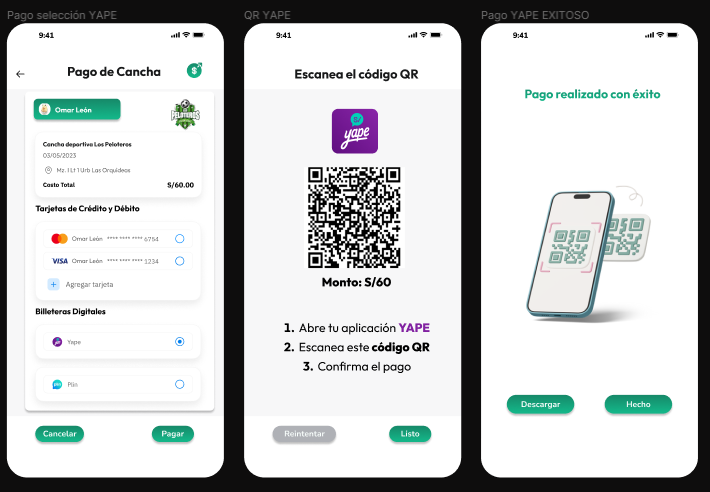 Pago selección YAPE
9:41
Pago de Cancha
$
Omar León
PELOTEROS
Cancha deportiva Los Peloteros
03/05/2023
Mz. I Lt 1 Urb Las Orquídeas
Costo Total S/60.00
Tarjetas de Crédito y Débito
Omar León **** **** **** 6754
VISA Omar León **** **** **** 1234
+ Agregar tarjeta
Billeteras Digitales
Yape
plin Plin
Cancelar Pagar
QR YAPE
9:41
Escanea el código QR
S/
yape
Monto: S/60
1. Abre tu aplicación YAPE
2. Escanea este código QR
3. Confirma el pago
Reintentar Listo
Pago YAPE EXITOSO
9:41
Pago realizado con éxito
Descargar Hecho